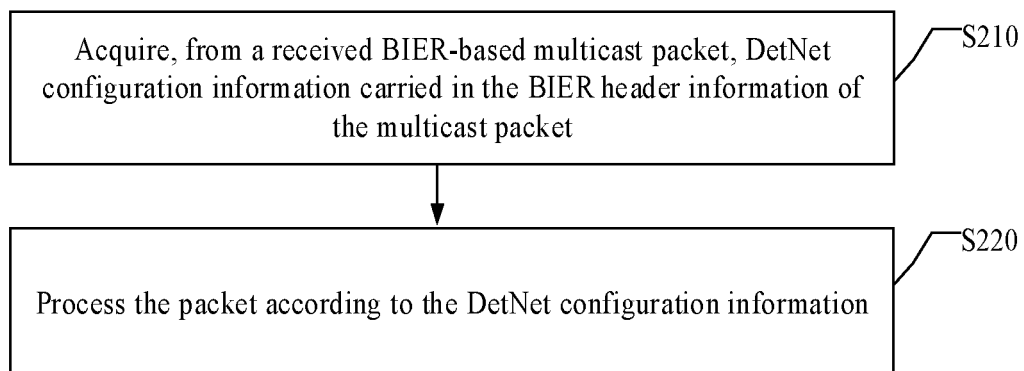 Acquire, from a received BIER-based multicast packet, DetNet
configuration information carried in the BIER header information of
the multicast packet
S210
Process the packet according to the DetNet configuration information
S220